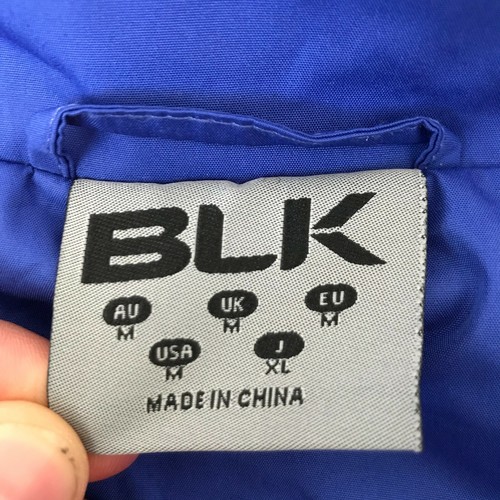 BLK
AU UK EU
M M M
USA J
M XL
MADE IN CHINA